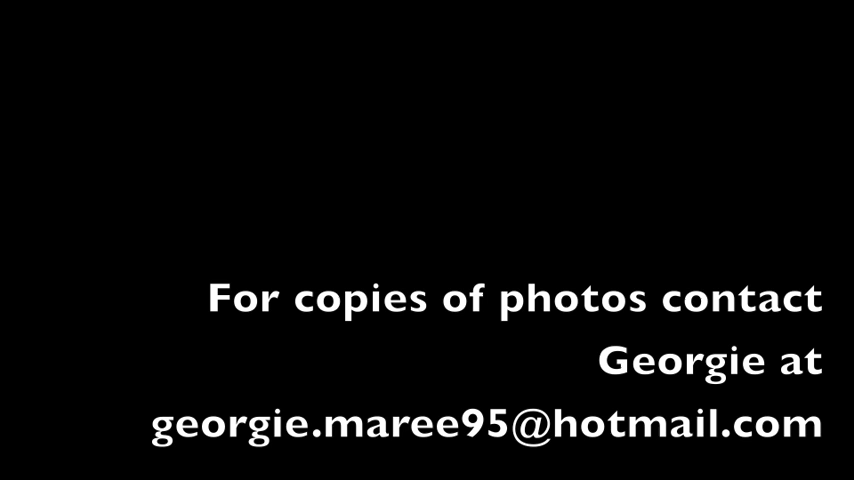 For copies of photos contact
Georgie at
georgie.maree95@hotmail.com